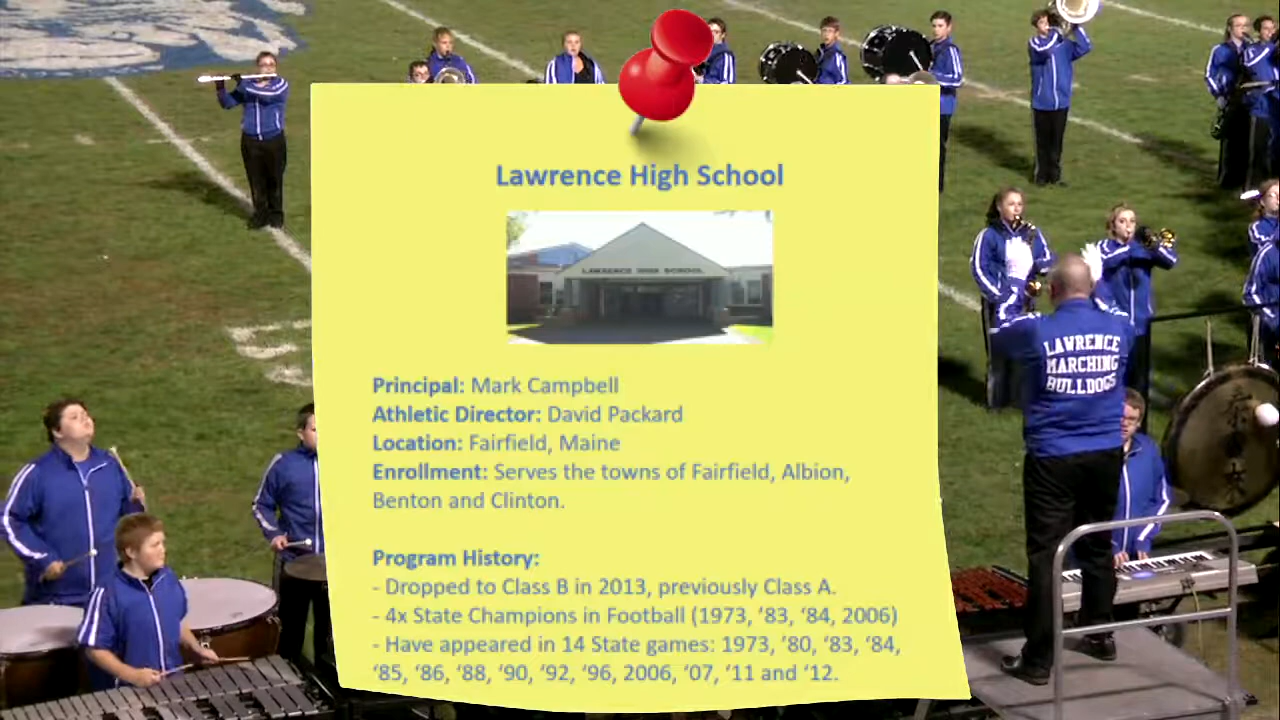 Lawrence High School
LAWRENCE HIGH SCHOOL
Principal: Mark Campbell
Athletic Director: David Packard
Location: Fairfield, Maine
Enrollment: Serves the towns of Fairfield, Albion,
Benton and Clinton.
Program History:
- Dropped to Class B in 2013, previously Class A.
- 4x State Champions in Football (1973, ‘83, ‘84, 2006)
- Have appeared in 14 State games: 1973, ’80, ‘83, ‘84,
‘85, ‘86, ‘88, ‘90, ‘92, ‘96, 2006, ‘07, ‘11 and ‘12.
LAWRENCE
MARCHING
BULLDOGS